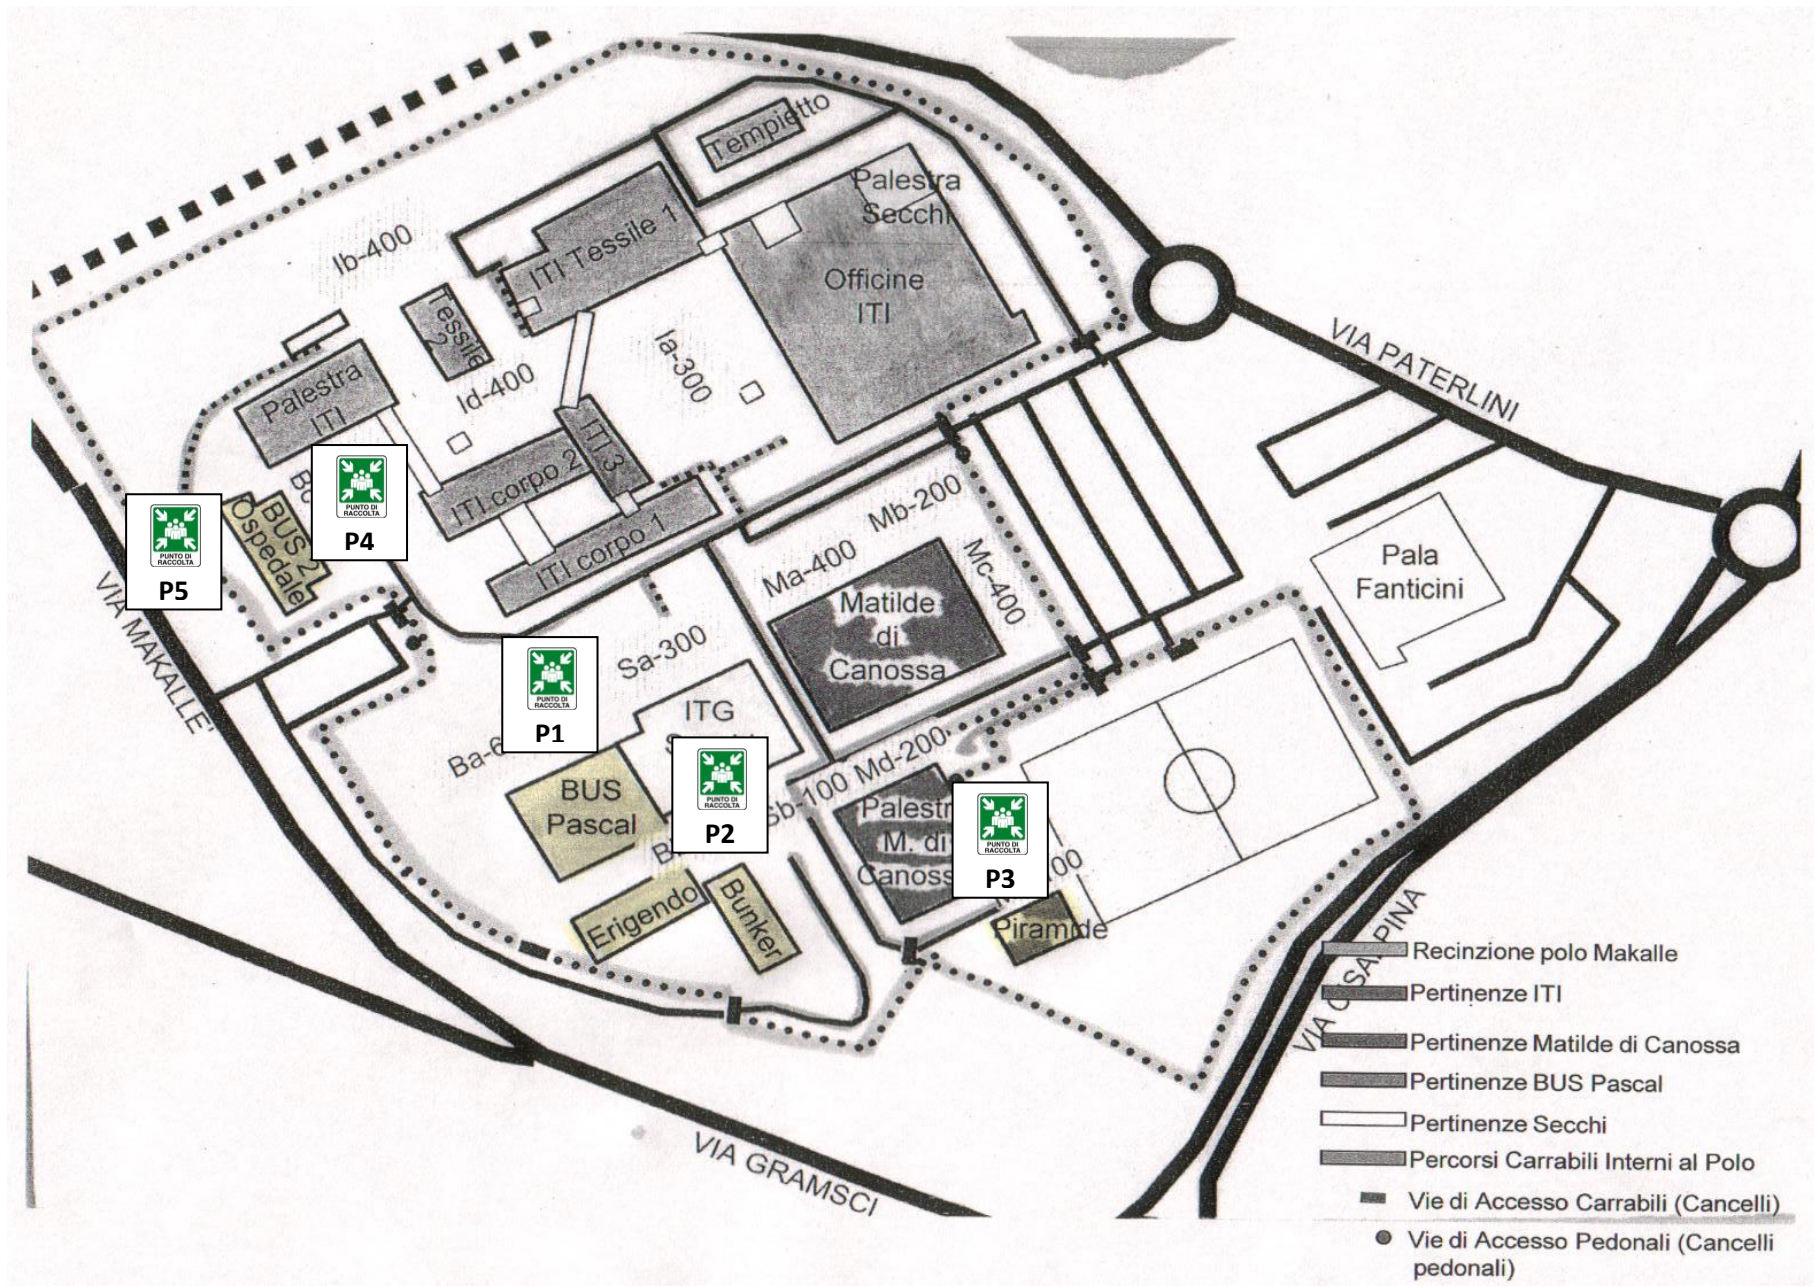 Tempietto
Palestra
Secchi
Ib-400
ITI Tessile 1
Officine
ITI
Tessile
2
Ia-300
VIA PATERLINI
Palestra
ITI
Id-400
ITI 3
ITI corpo 2
PUNTO DI
RACCOLTA
P4
Mb-200
BUS 2
Ospedale
PUNTO DI
RACCOLTA
P5
ITI corpo 1
Ma-400
Mc-400
Pala
Fanticini
VIA MAKALLE'
Matilde
di
Canossa
Sa-300
PUNTO DI
RACCOLTA
P1
ITG
BUS
Pascal
PUNTO DI
RACCOLTA
P2
Sb-100
Md-200
M. di
PUNTO DI
RACCOLTA
P3
Erigendo
Bunker
Piramide
VIA GRAMSCI
Recinzione polo Makalle
Pertinenze ITI
Pertinenze Matilde di Canossa
Pertinenze BUS Pascal
Pertinenze Secchi
Percorsi Carrabili Interni al Polo
Vie di Accesso Carrabili (Cancelli)
Vie di Accesso Pedonali (Cancelli
pedonali)